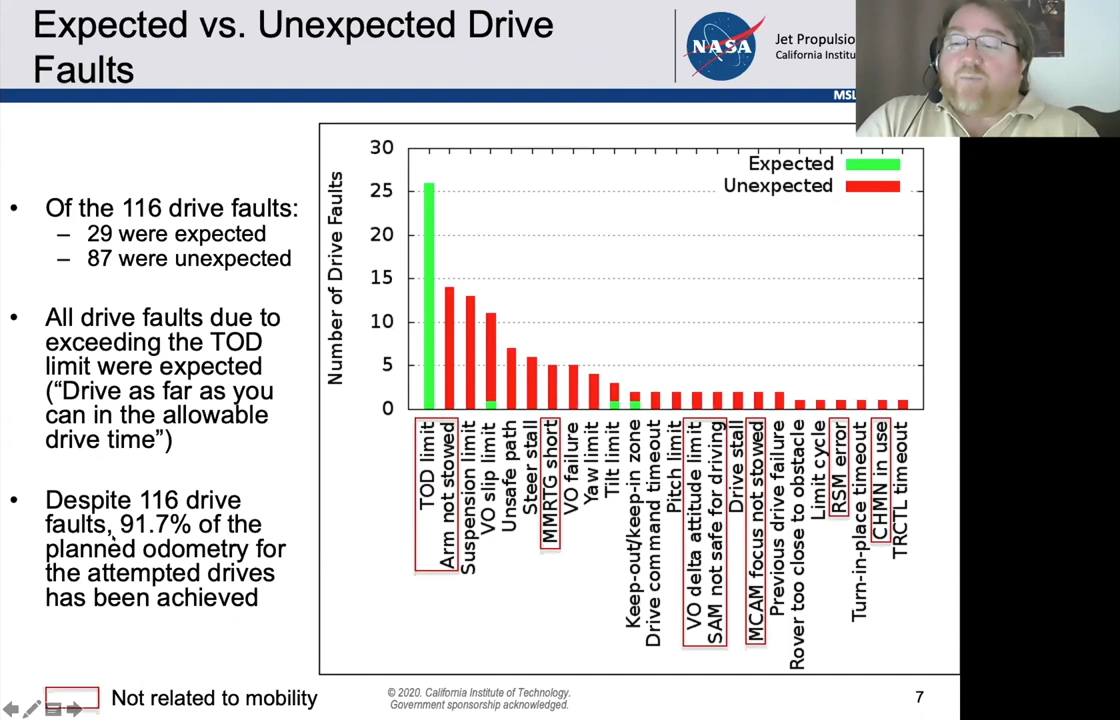 Expected vs. Unexpected Drive
Faults
NASA
Jet Propulsio
California Institu
MSL
• Of the 116 drive faults:
– 29 were expected
– 87 were unexpected
• All drive faults due to
exceeding the TOD
limit were expected
(“Drive as far as you
can in the allowable
drive time”)
• Despite 116 drive
faults, 91.7% of the
planned odometry for
the attempted drives
has been achieved
Number of Drive Faults
30
25
20
15
10
5
0
Expected
Unexpected
TOD limit
Arm not stowed
Suspension limit
VO slip limit
Unsafe path
Steer stall
MMRTG short
VO failure
Yaw limit
Tilt limit
Keep-out/keep-in zone
Drive command timeout
Pitch limit
VO delta attitude limit
SAM not safe for driving
Drive stall
MCAM focus not stowed
Previous drive failure
Rover too close to obstacle
Limit cycle
RSM error
Turn-in-place timeout
CHMN in use
TRCTL timeout
Not related to mobility
© 2020. California Institute of Technology.
Government sponsorship acknowledged.
7